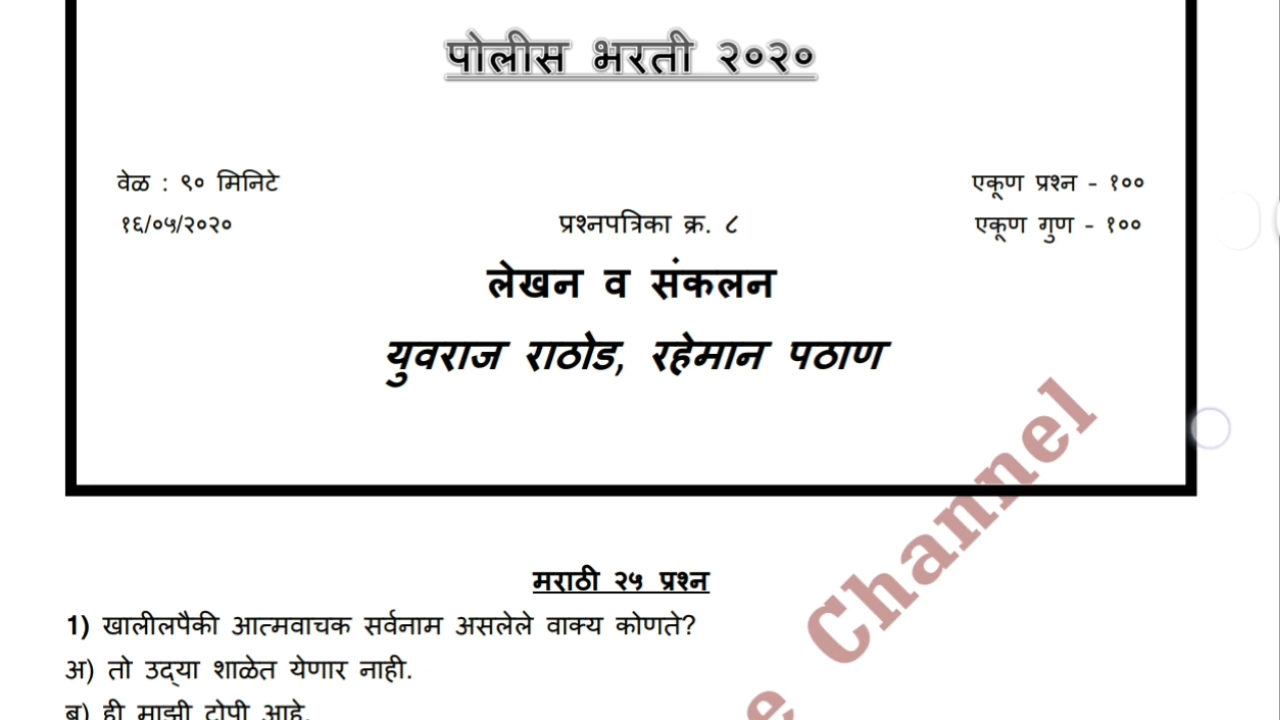 पोलीस भरती २०२०
वेळ : ९० मिनिटे
एकूण प्रश्न - १००
१६/०५/२०२०
प्रश्नपत्रिका क्र. ८
एकूण गुण - १००
लेखन व संकलन
युवराज राठोड, रहेमान पठाण
Channel
मराठी २५ प्रश्न
1) खालीलपैकी आत्मवाचक सर्वनाम असलेले वाक्य कोणते?
अ) तो उद्‌या शाळेत येणार नाही.
ब) ही माझी टोपी आहे.